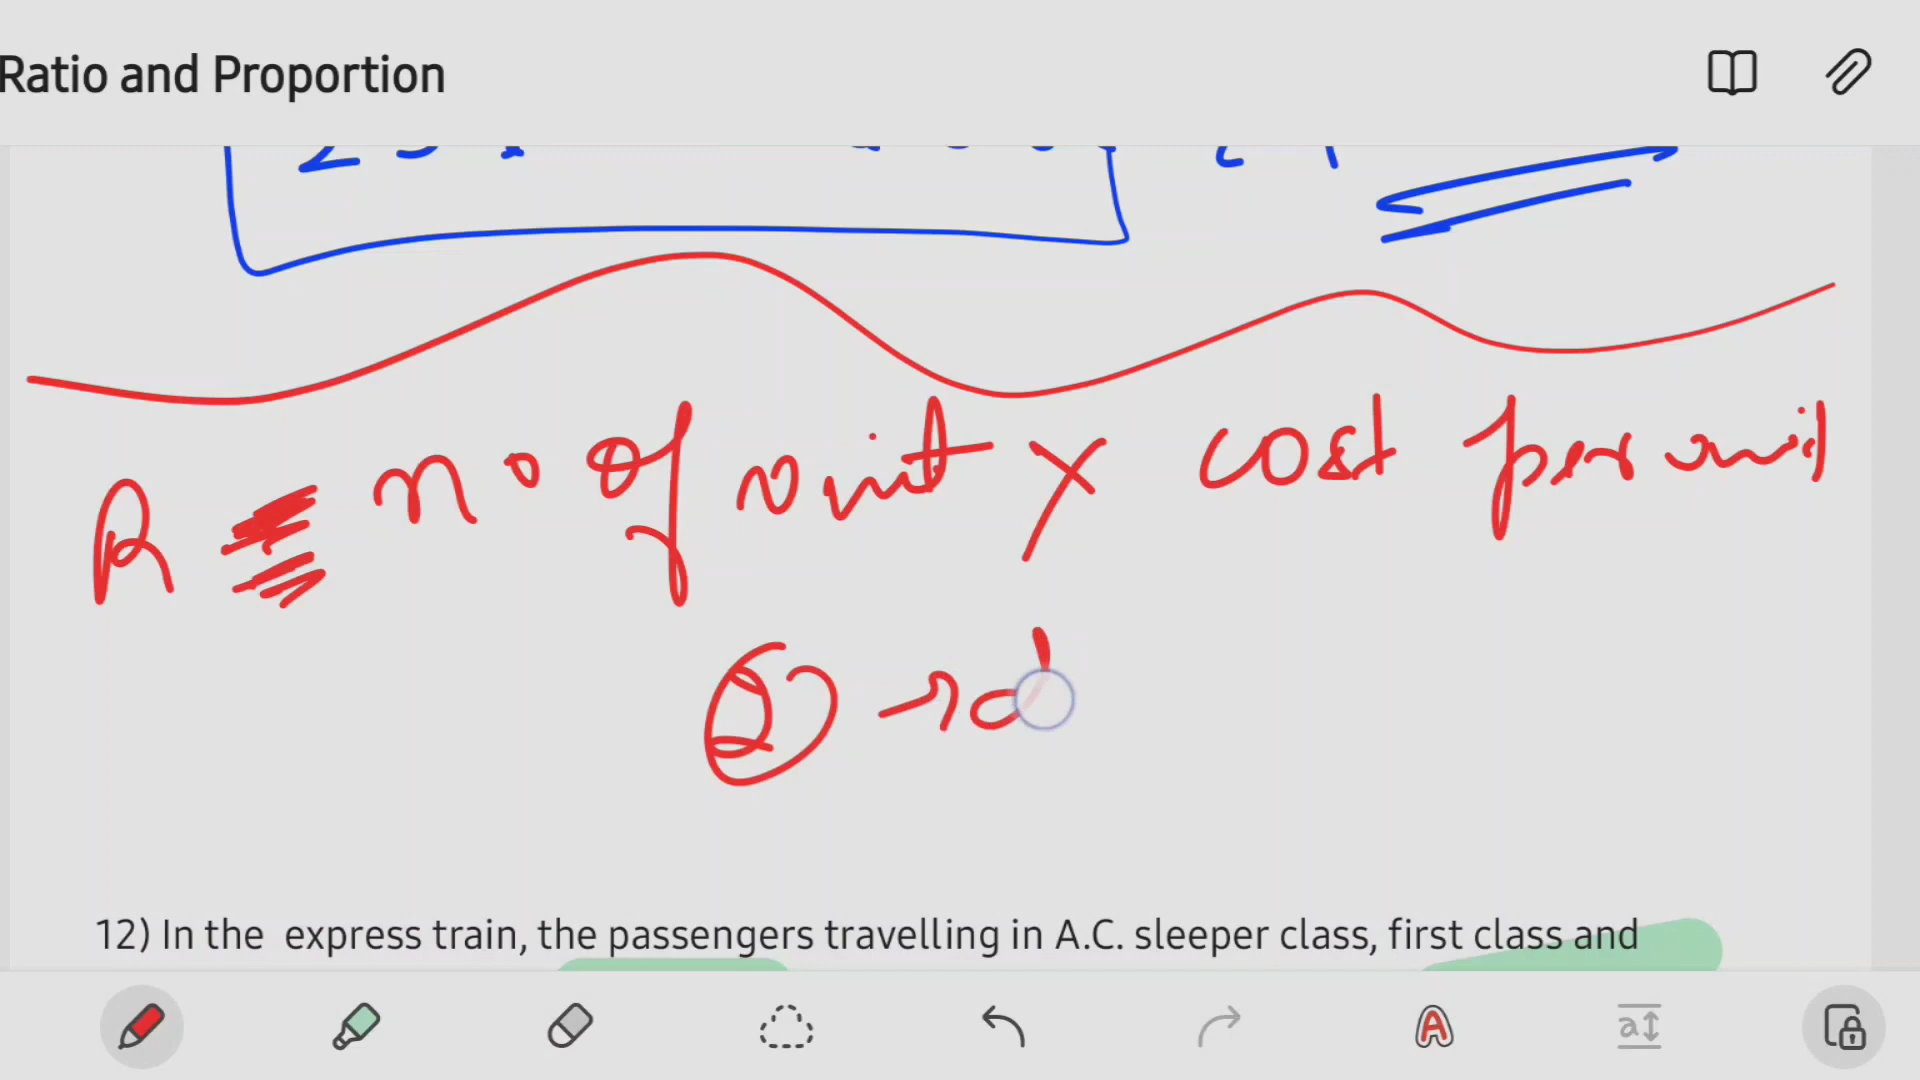 Ratio and Proportion
R = no of unit X cost per unit
12) In the express train, the passengers travelling in A.C. sleeper class, first class and